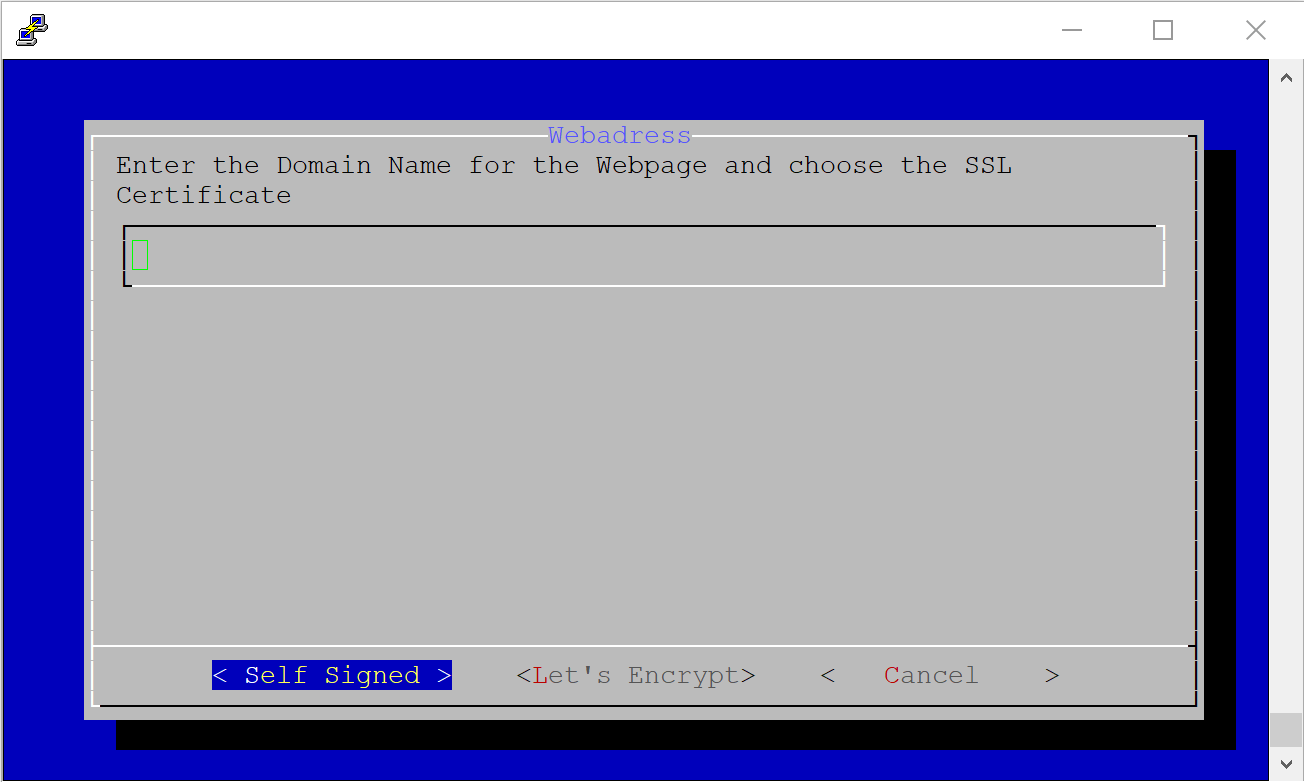 Webadress
Enter the Domain Name for the Webpage and choose the SSL
Certificate
< Self Signed > <Let's Encrypt> < Cancel >